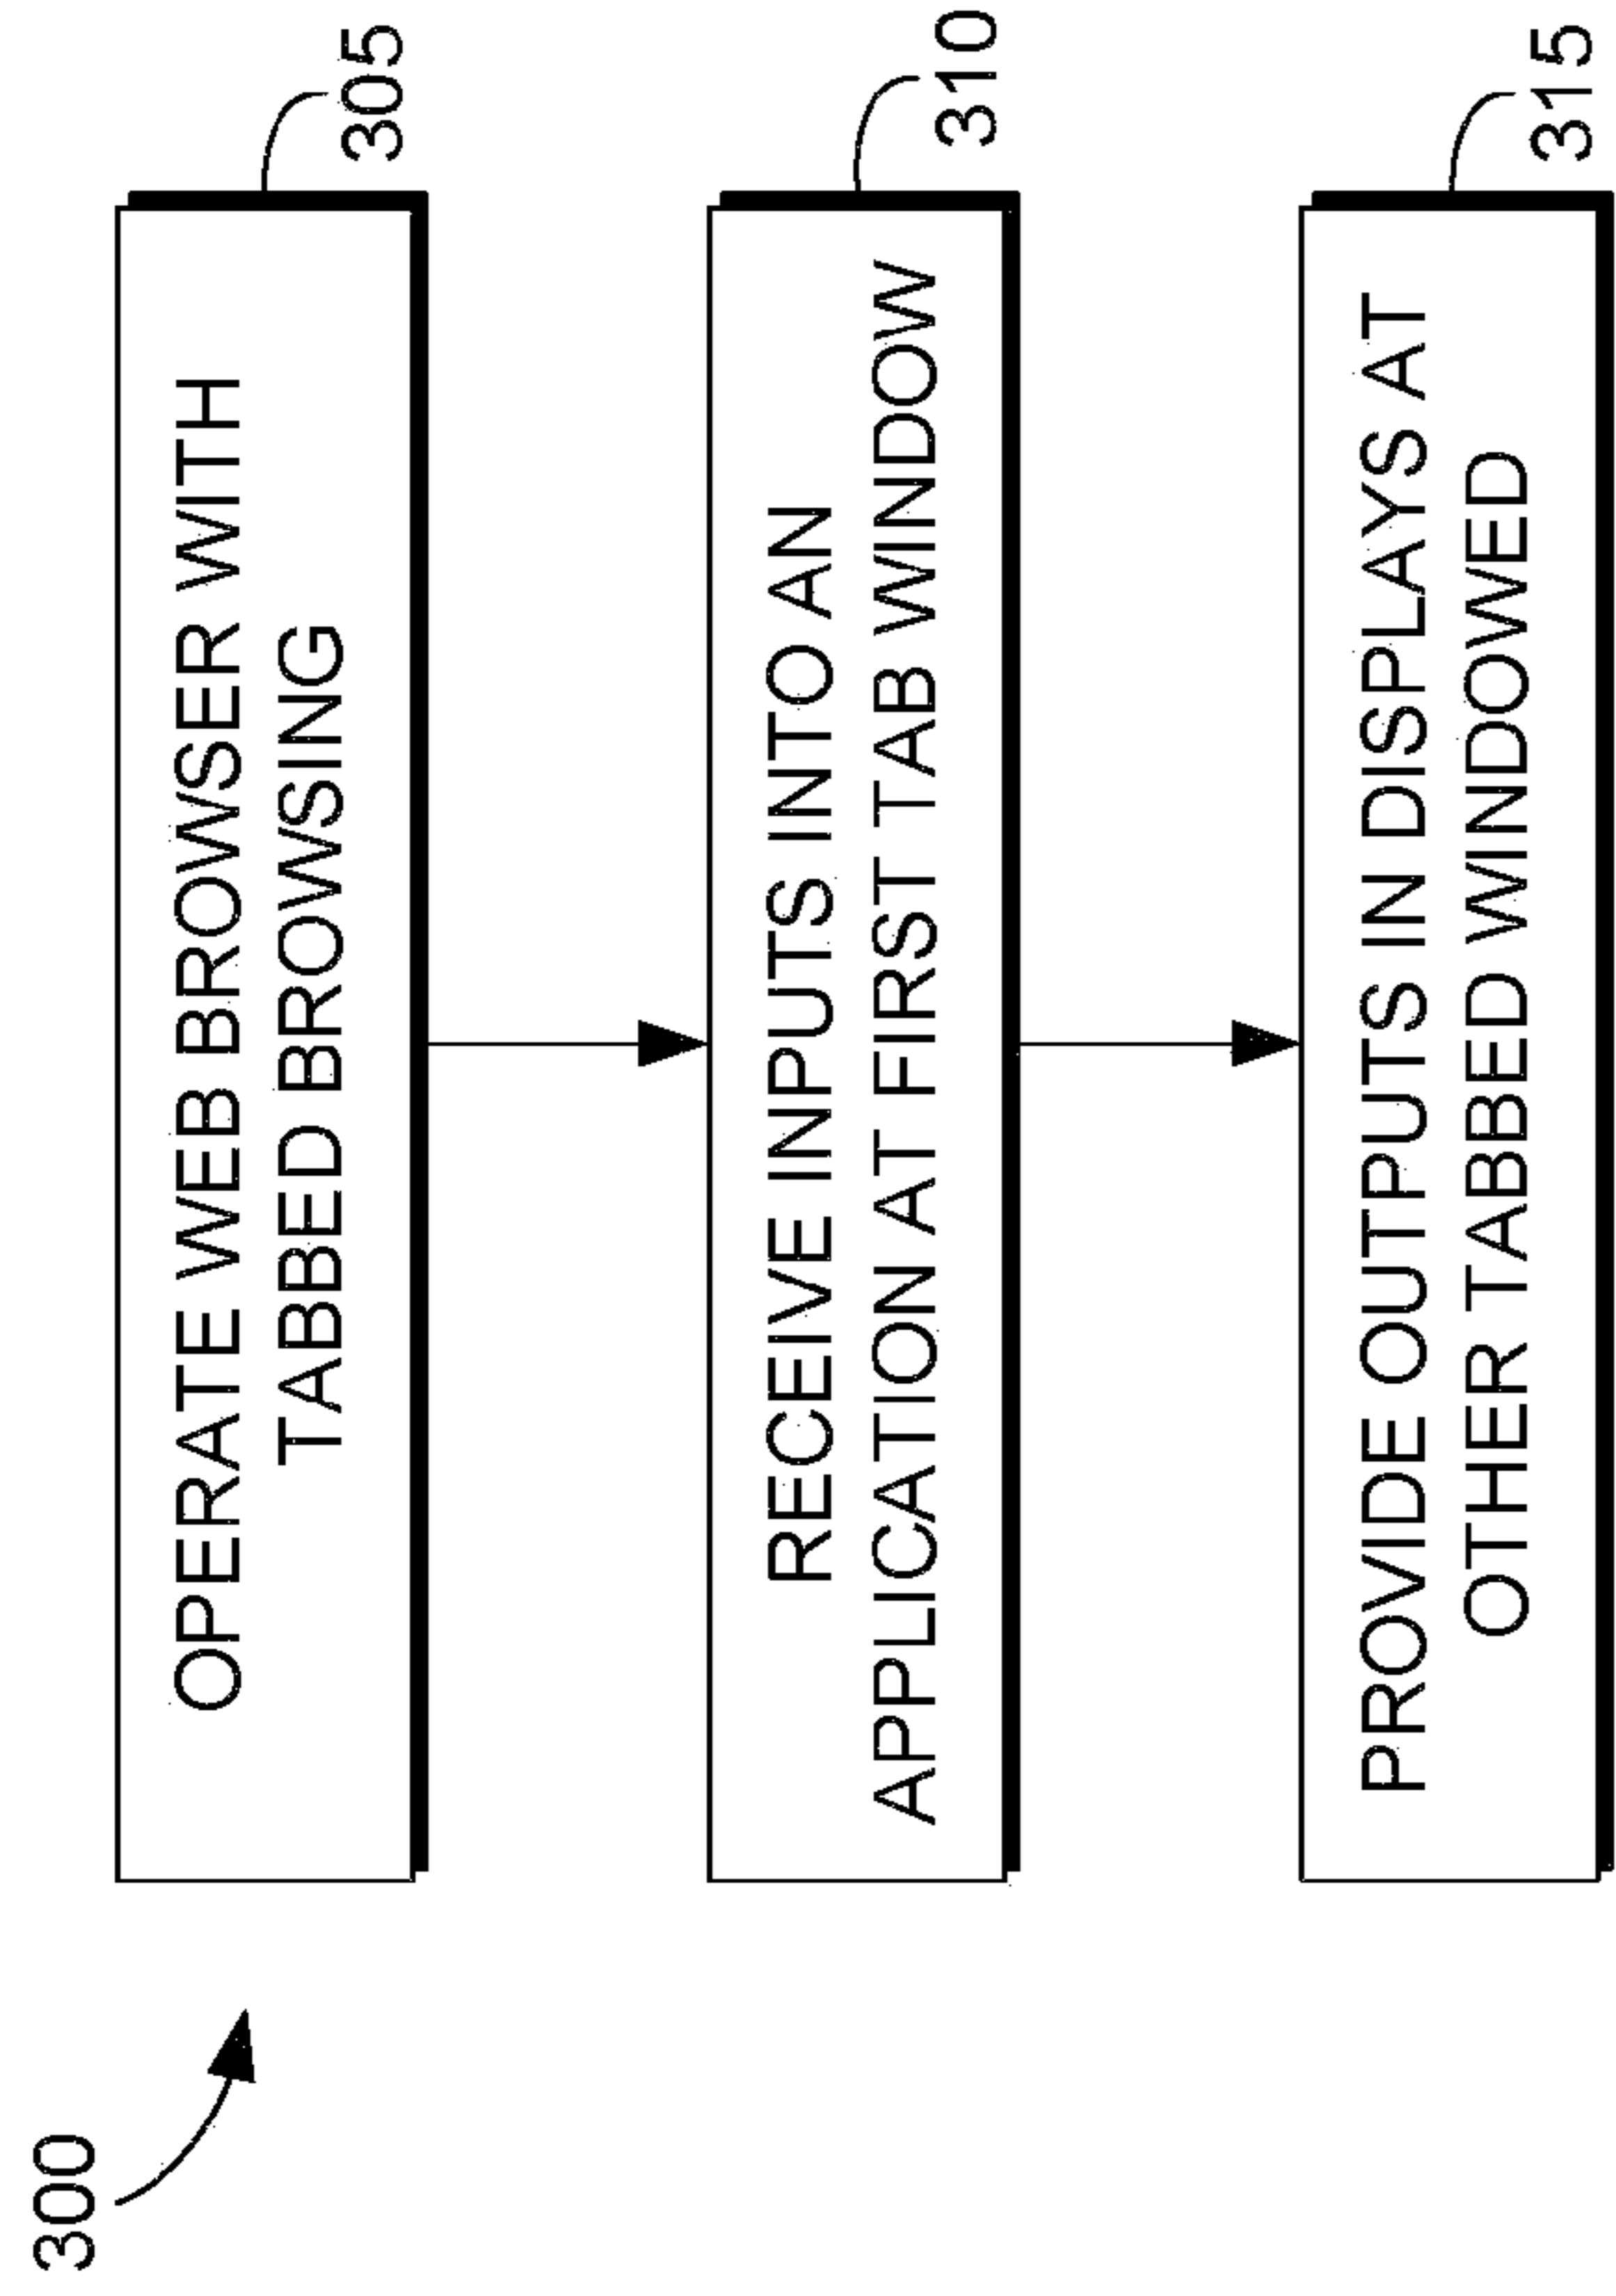 300
OPERATE WEB BROWSER WITH
TABBED BROWSING
305
RECEIVE INPUTS INTO AN
APPLICATION AT FIRST TAB WINDOW
310
PROVIDE OUTPUTS IN DISPLAYS AT
OTHER TABBED WINDOWED
315